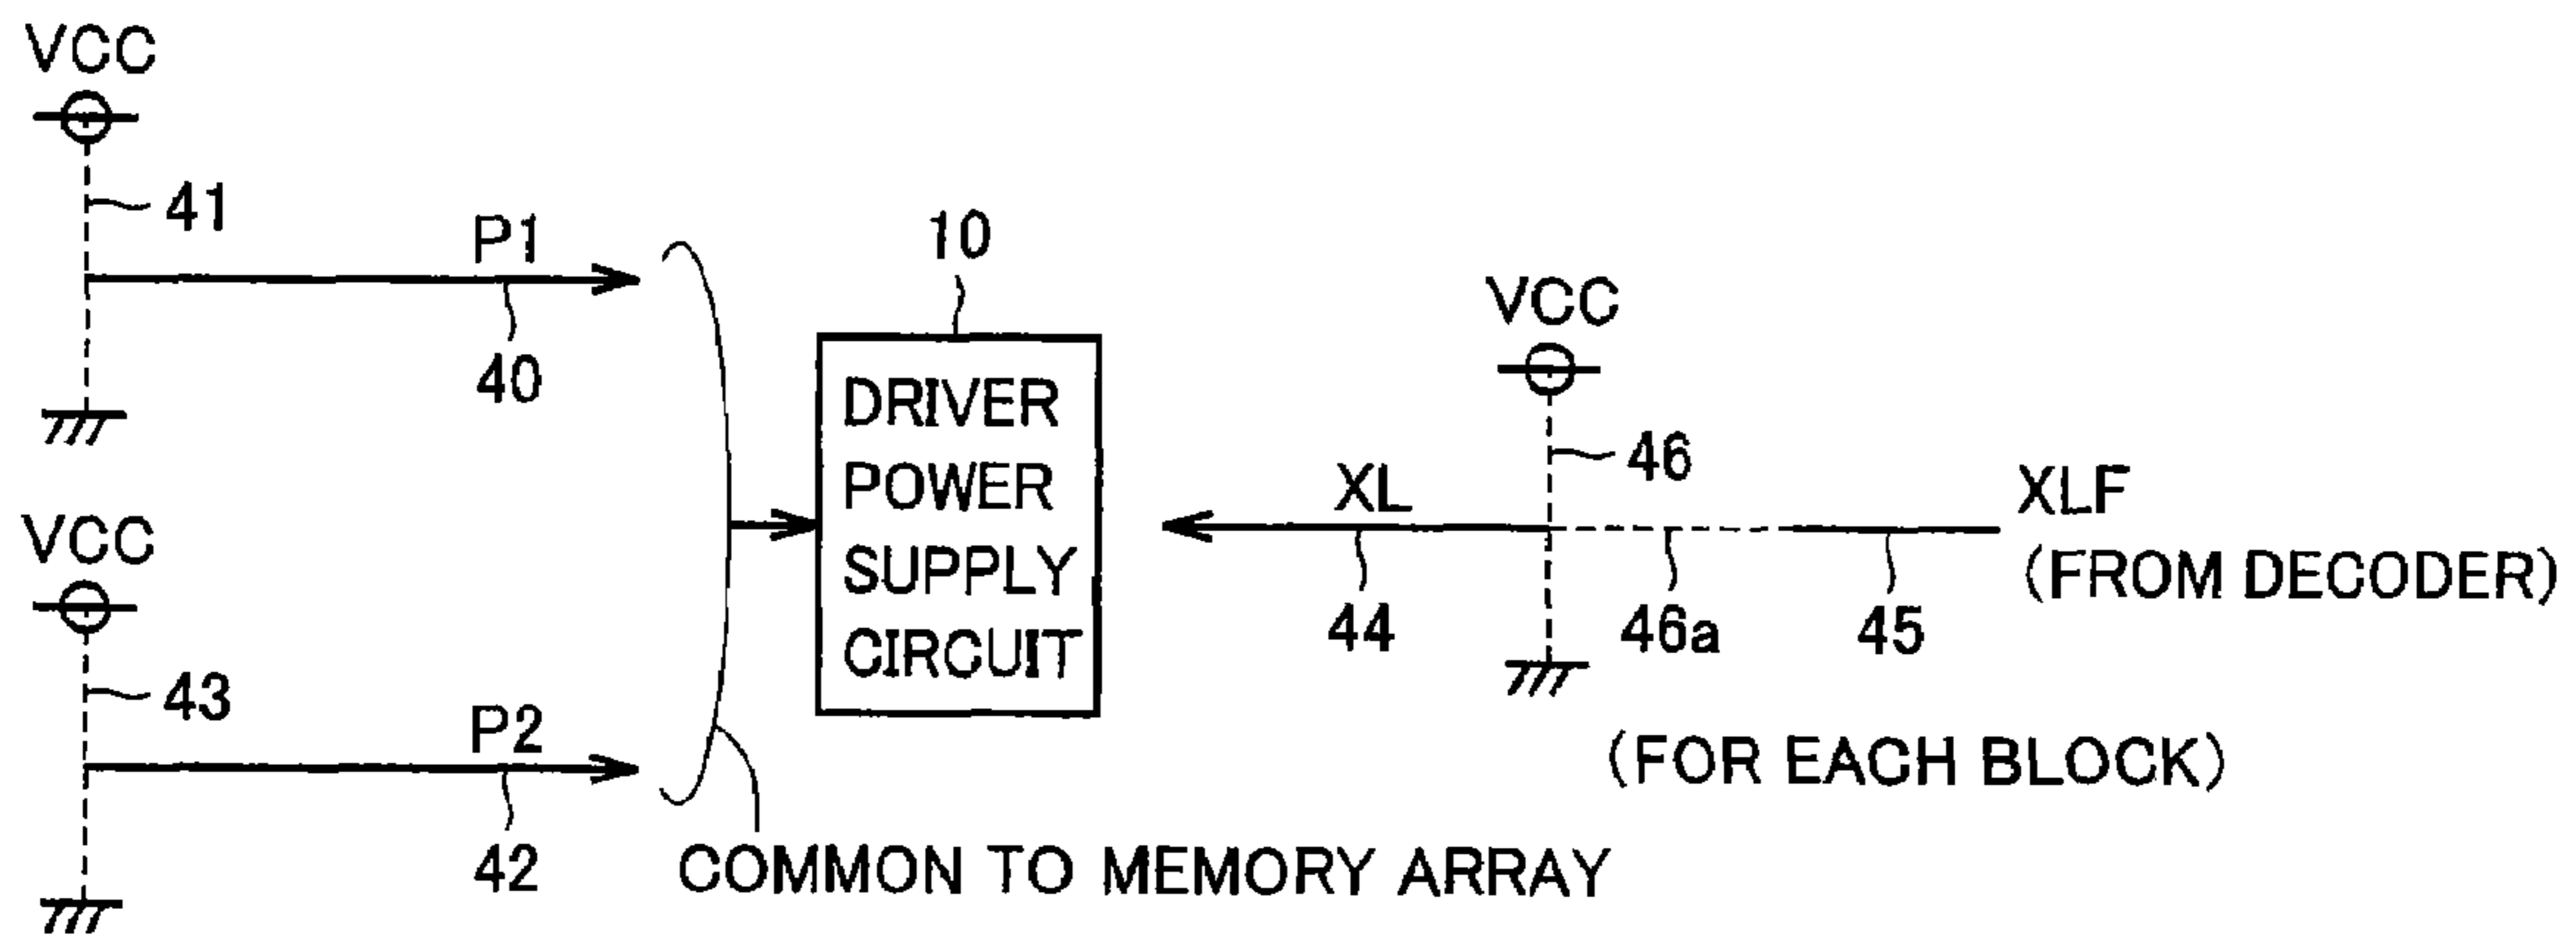 VCC
41
P1
40
10
DRIVER
POWER
SUPPLY
CIRCUIT
VCC
46
XL
XLF
(FROM DECODER)
44
46a
45
(FOR EACH BLOCK)
VCC
43
P2
42
COMMON TO MEMORY ARRAY